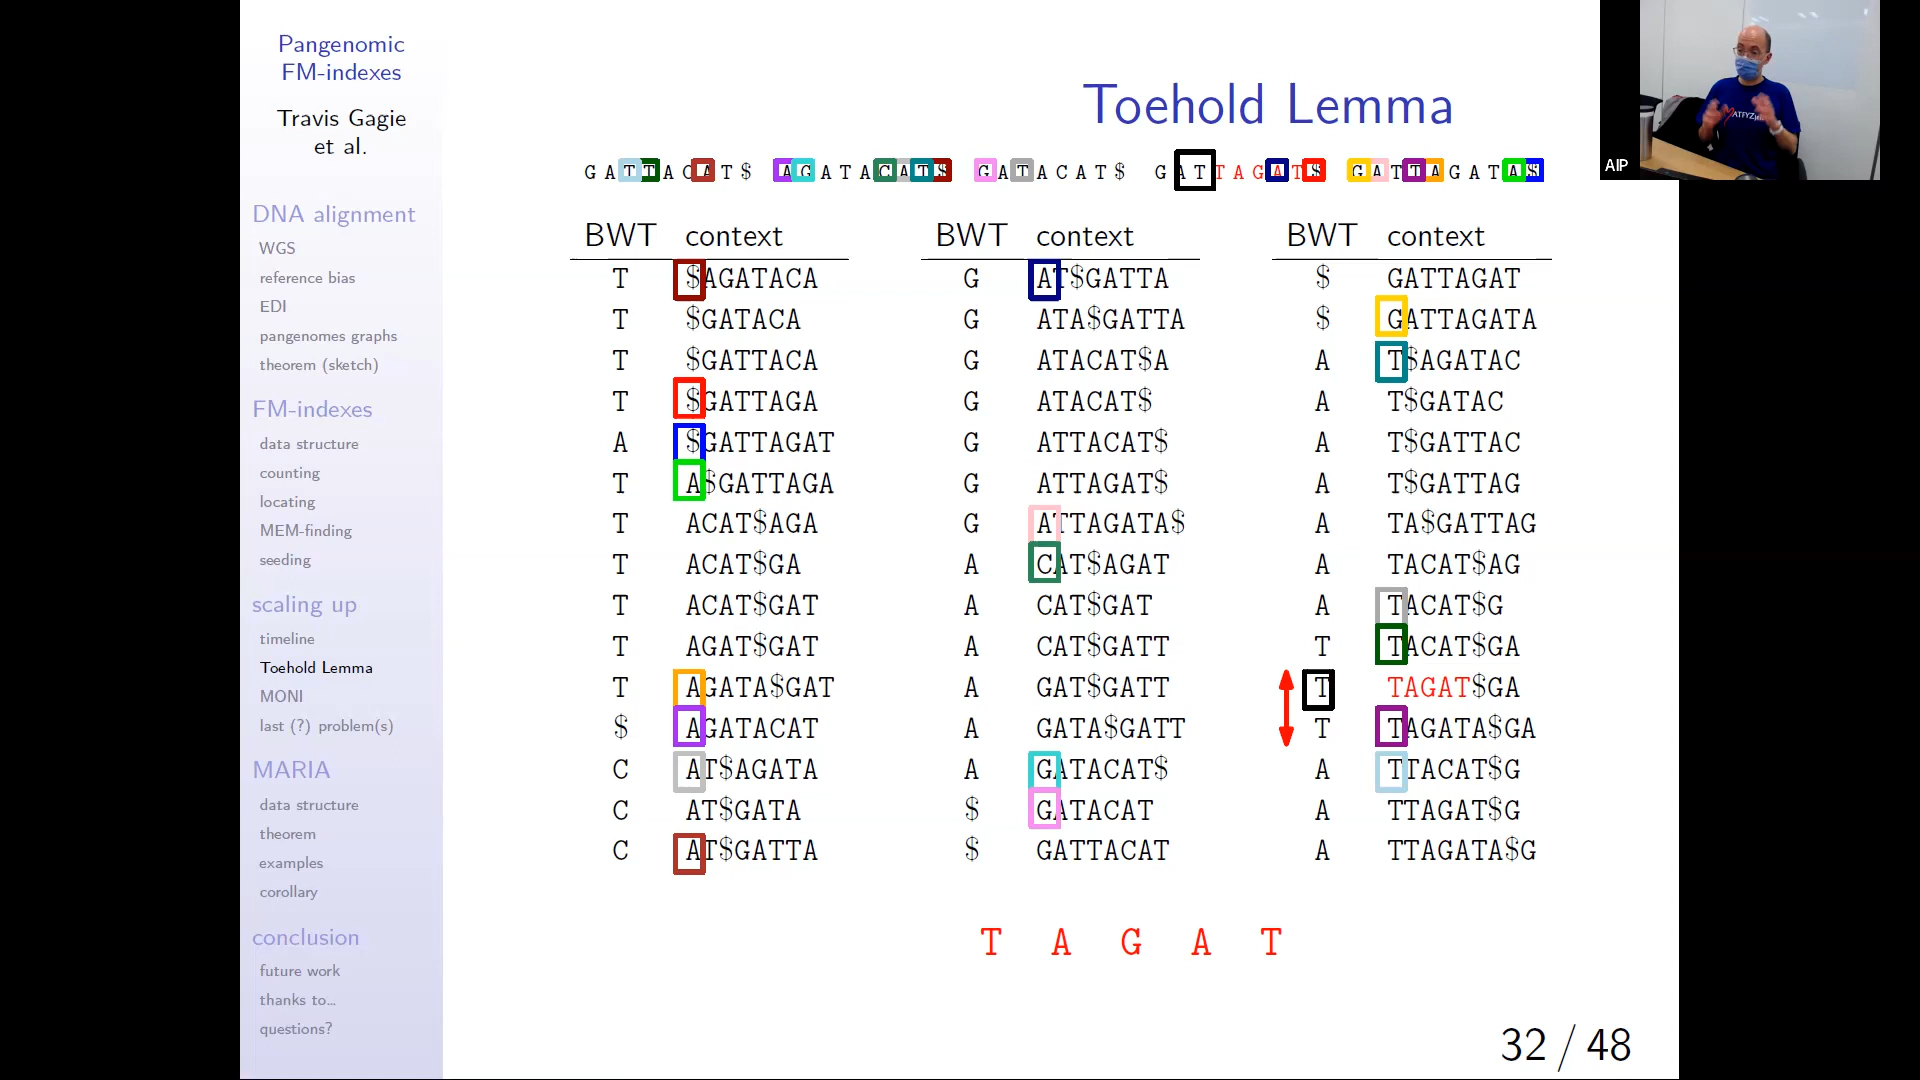 Pangenomic
FM-indexes
Travis Gagie
et al.
DNA alignment
WGS
reference bias
EDI
pangenomes graphs
theorem (sketch)
FM-indexes
data structure
counting
locating
MEM-finding
seeding
scaling up
timeline
Toehold Lemma
MONI
last (?) problem(s)
MARIA
data structure
theorem
examples
corollary
conclusion
future work
thanks to...
questions?
Toehold Lemma
GATTACAT$ AGATACAT$ GATACAT$ GATTAGAT$ GATTAGATA$
BWT context BWT context BWT context
T $AGATACA G AT$GATTA $ GATTAGAT
T $GATACA G ATA$GATTA $ GATTAGATA
T $GATTACA G ATACAT$A A T$AGATAC
T $GATTAGA G ATACAT$ A T$GATAC
A $GATTAGAT G ATTACAT$ A T$GATTAC
T A$GATTAGA G ATTAGAT$ A T$GATTAG
T ACAT$AGA G ATTAGATA$ A TA$GATTAG
T ACAT$GA A CAT$AGAT A TACAT$AG
T ACAT$GAT A CAT$GAT A TACAT$G
T AGAT$GAT A CAT$GATT T TACAT$GA
T AGATA$GAT A GAT$GATT T TAGAT$GA
$ AGATACAT A GATA$GATT T TAGATA$GA
C AT$AGATA A GATACAT$ A TTACAT$G
C AT$GATA $ GATACAT A TTAGAT$G
C AT$GATTA $ GATTACAT A TTAGATA$G
T A G A T
32 / 48
AIP